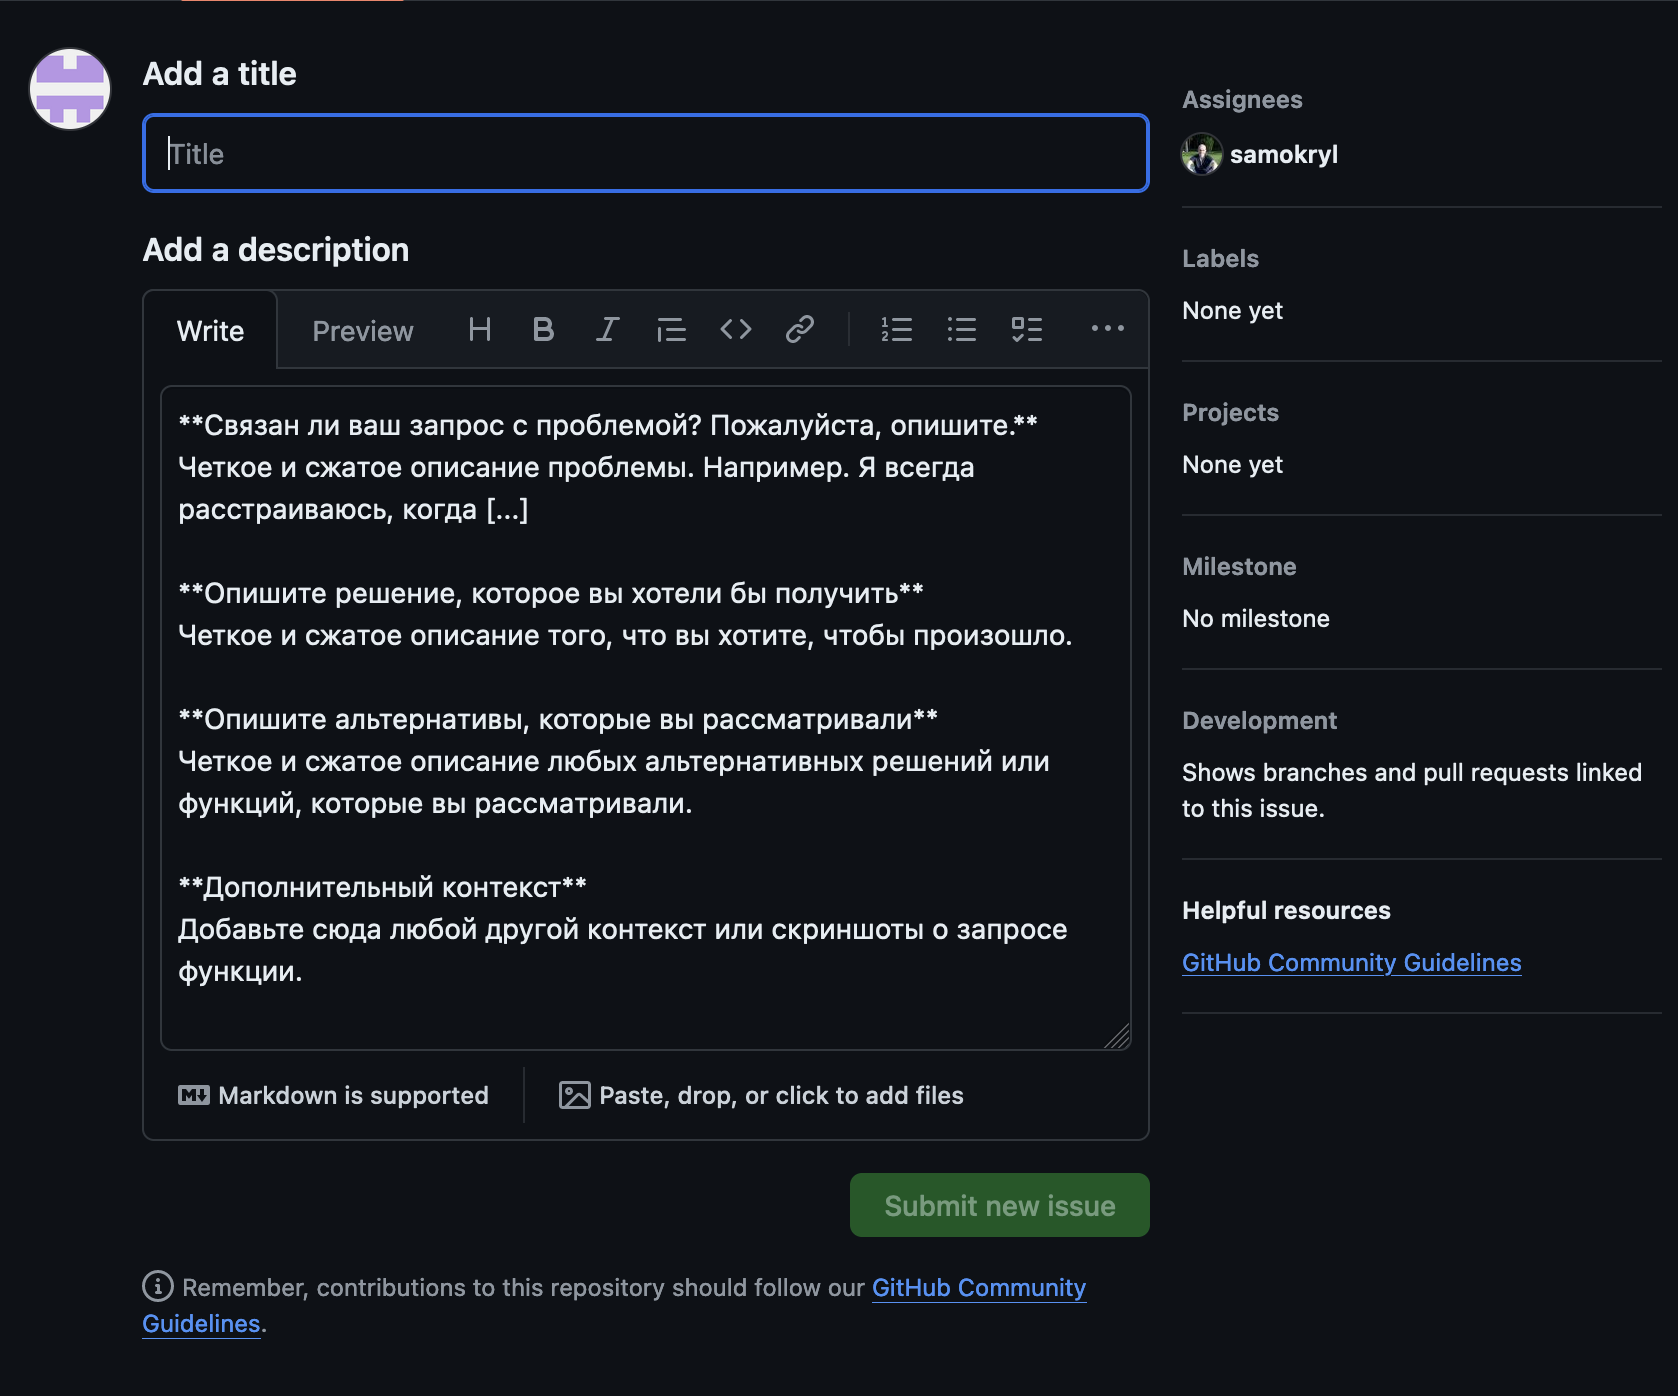 Add a title
Title
Add a description
Write Preview
**Связан ли ваш запрос с проблемой? Пожалуйста, опишите.**
Четкое и сжатое описание проблемы. Например. Я всегда
расстраиваюсь, когда [...]
**Опишите решение, которое вы хотели бы получить**
Четкое и сжатое описание того, что вы хотите, чтобы произошло.
**Опишите альтернативы, которые вы рассматривали**
Четкое и сжатое описание любых альтернативных решений или
функций, которые вы рассматривали.
**Дополнительный контекст**
Добавьте сюда любой другой контекст или скриншоты о запросе
функции.
Markdown is supported
Paste, drop, or click to add files
Submit new issue
Remember, contributions to this repository should follow our GitHub Community
Guidelines.
Assignees
samokryl
Labels
None yet
Projects
None yet
Milestone
No milestone
Development
Shows branches and pull requests linked
to this issue.
Helpful resources
GitHub Community Guidelines